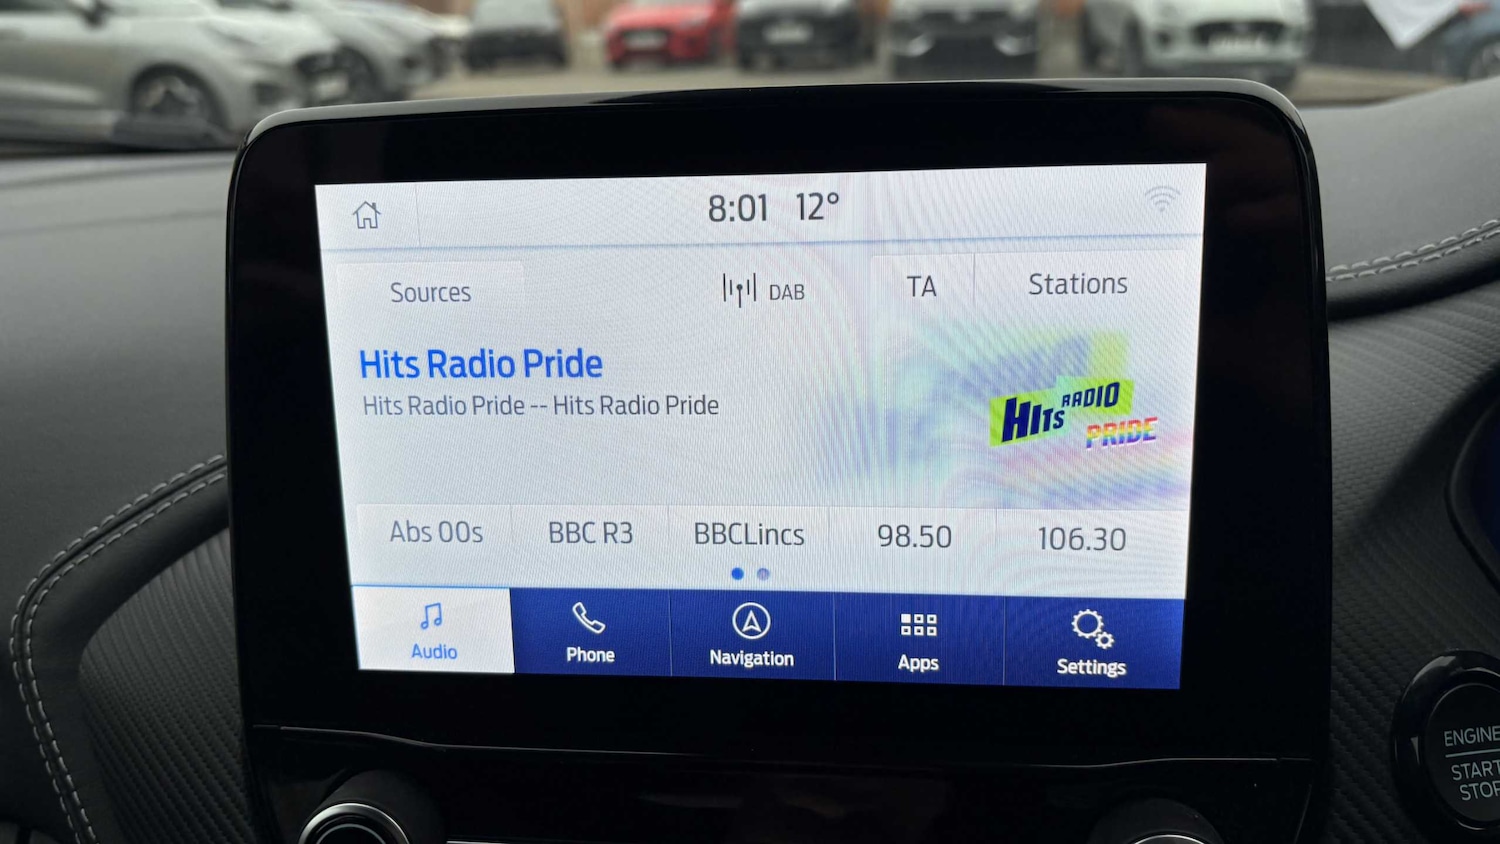 8:01 12°
Sources
DAB
TA
Stations
Hits Radio Pride
Hits Radio Pride -- Hits Radio Pride
HITS RADIO
PRIDE
Abs 00s
BBC R3
BBCLincs
98.50
106.30
Audio
Phone
Navigation
Apps
Settings
ENGINE
START
STOP